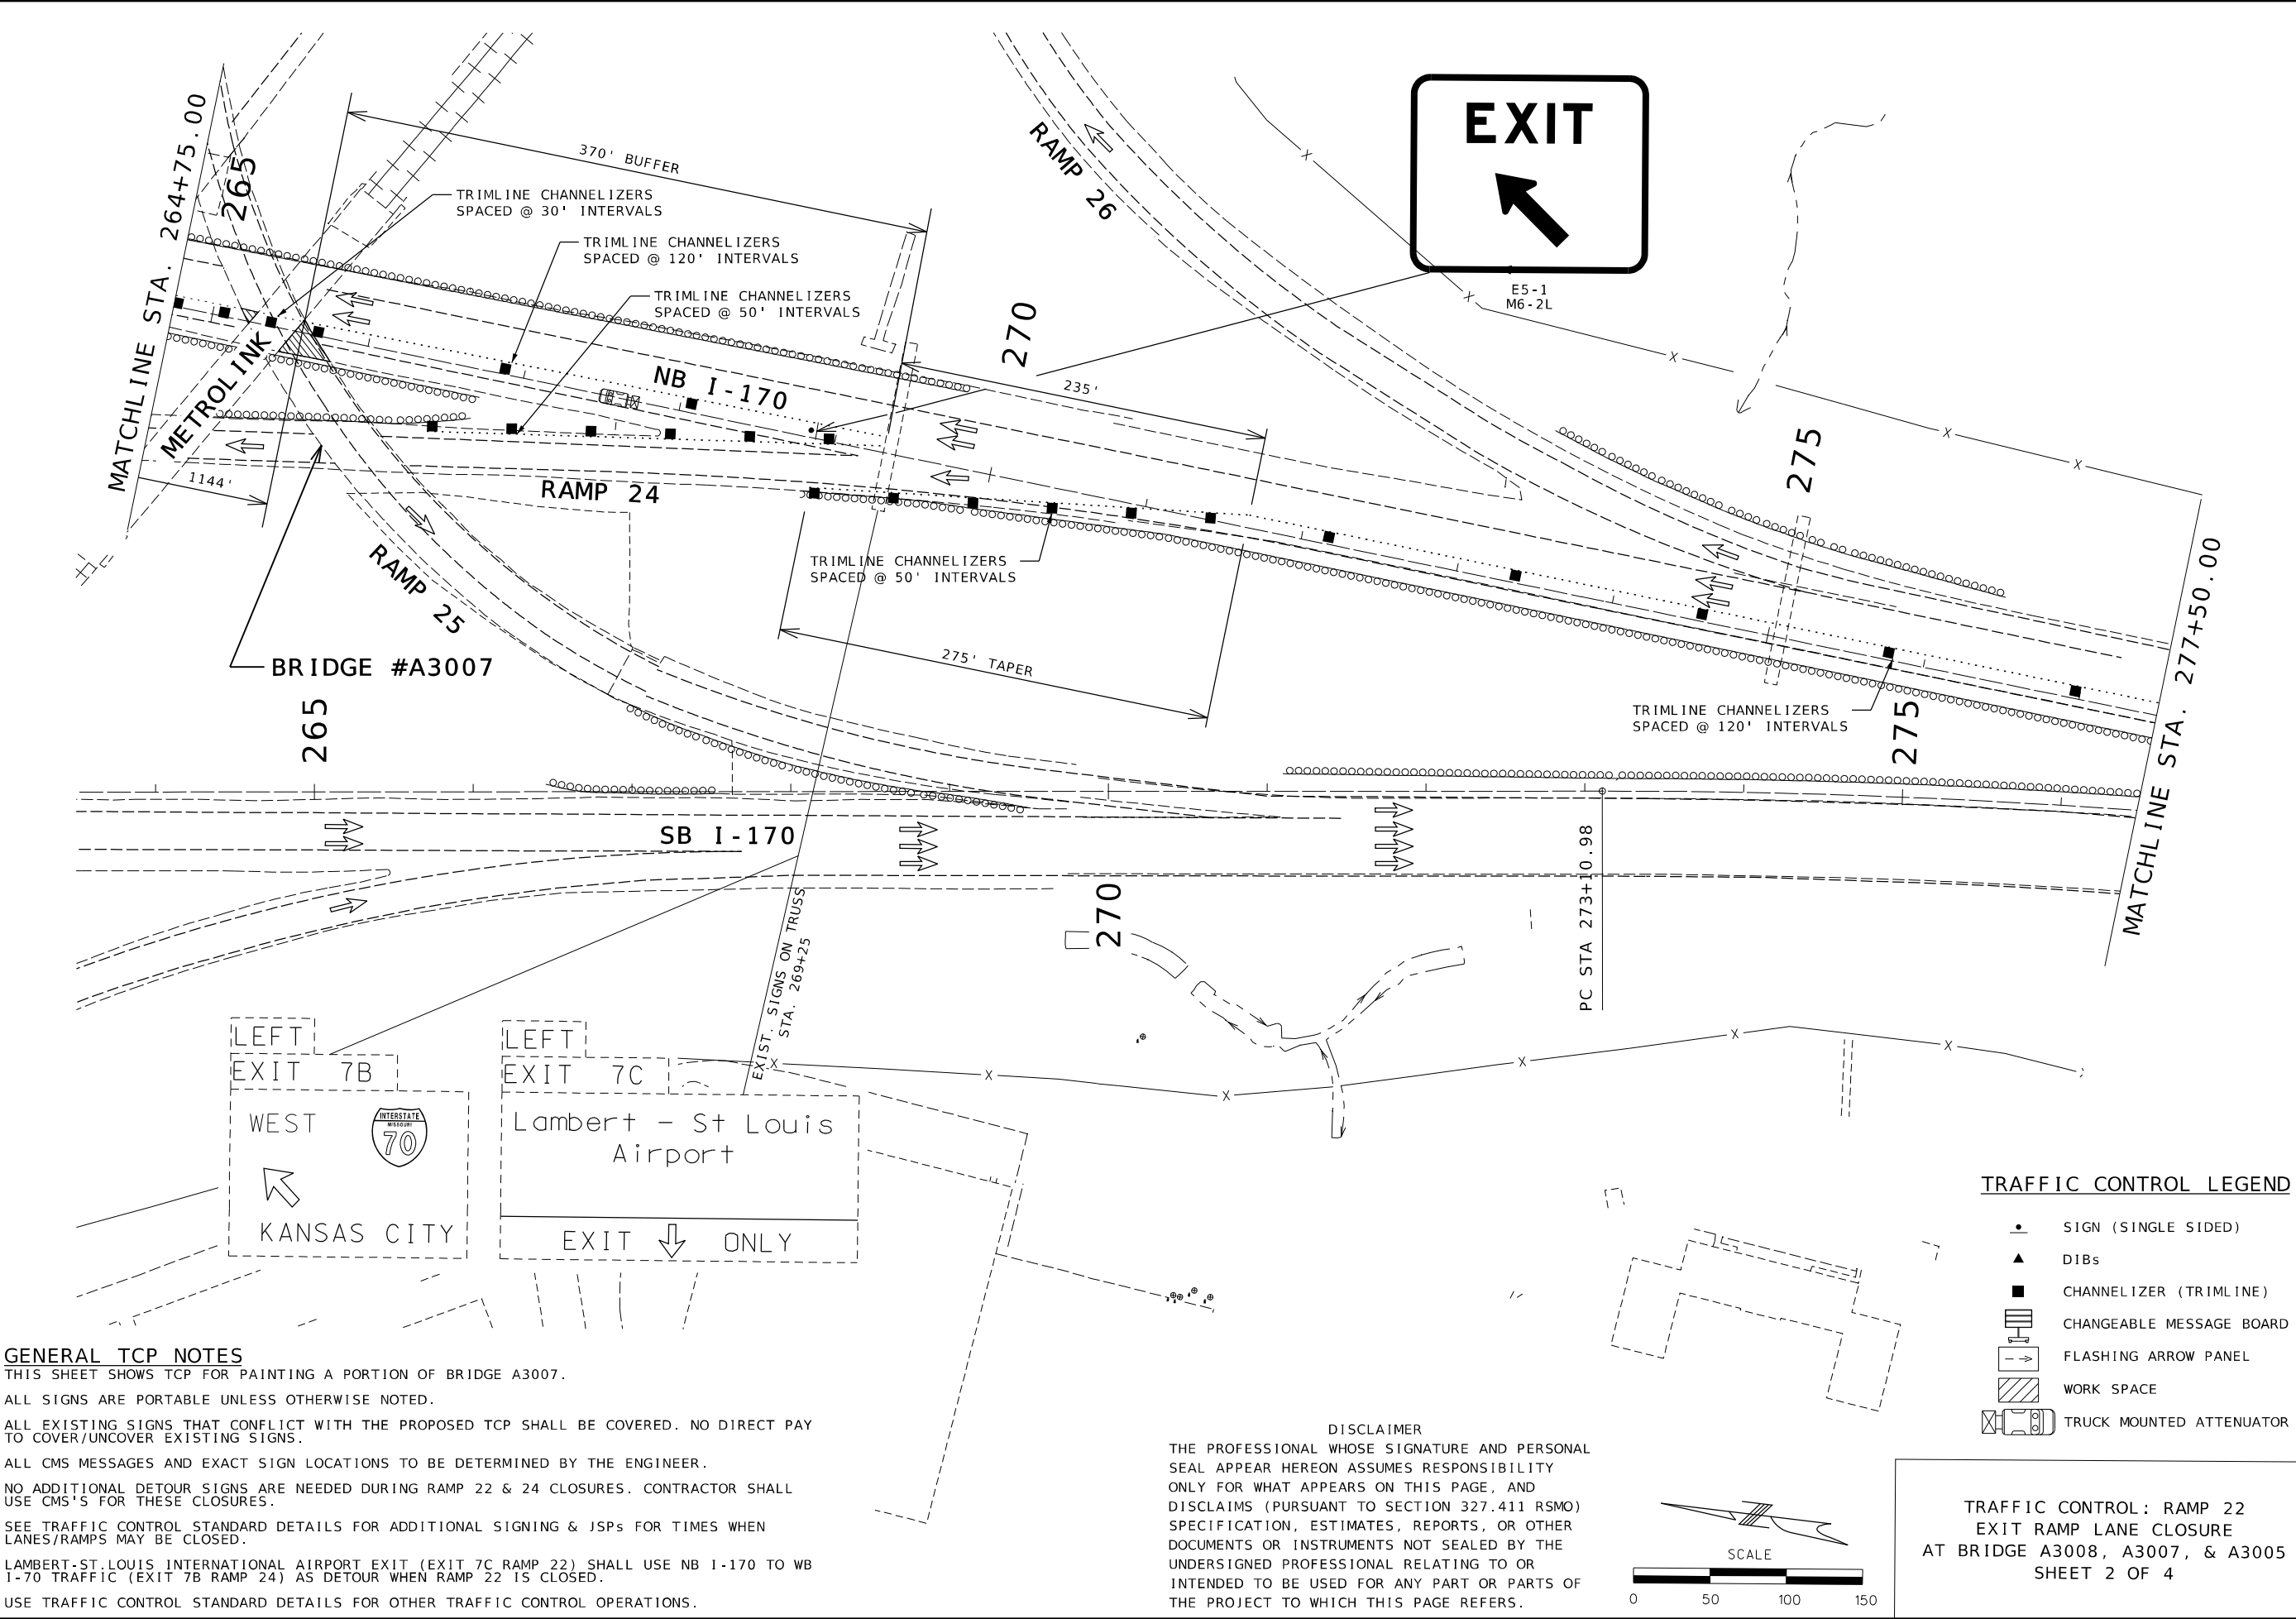 EXIT
E5-1
M6-2L
MATCHLINE STA. 264+75.00
265
370' BUFFER
TRIMLINE CHANNELIZERS
SPACED @ 30' INTERVALS
TRIMLINE CHANNELIZERS
SPACED @ 120' INTERVALS
TRIMLINE CHANNELIZERS
SPACED @ 50' INTERVALS
RAMP 26
270
235'
NB I-170
METROLINK
1144'
RAMP 24
275
RAMP 25
TRIMLINE CHANNELIZERS
SPACED @ 50' INTERVALS
275' TAPER
BRIDGE #A3007
TRIMLINE CHANNELIZERS
SPACED @ 120' INTERVALS
MATCHLINE STA. 277+50.00
265
275
SB I-170
270
PC STA 273+10.98
EXIST. SIGNS ON TRUSS
STA. 269+25
LEFT
EXIT 7B
WEST
INTERSTATE
MISSOURI
70
KANSAS CITY
LEFT
EXIT 7C
Lambert - St Louis
Airport
EXIT ONLY
TRAFFIC CONTROL LEGEND
SIGN (SINGLE SIDED)
DIBs
CHANNELIZER (TRIMLINE)
CHANGEABLE MESSAGE BOARD
FLASHING ARROW PANEL
WORK SPACE
TRUCK MOUNTED ATTENUATOR
GENERAL TCP NOTES
THIS SHEET SHOWS TCP FOR PAINTING A PORTION OF BRIDGE A3007.
ALL SIGNS ARE PORTABLE UNLESS OTHERWISE NOTED.
ALL EXISTING SIGNS THAT CONFLICT WITH THE PROPOSED TCP SHALL BE COVERED. NO DIRECT PAY
TO COVER/UNCOVER EXISTING SIGNS.
ALL CMS MESSAGES AND EXACT SIGN LOCATIONS TO BE DETERMINED BY THE ENGINEER.
NO ADDITIONAL DETOUR SIGNS ARE NEEDED DURING RAMP 22 & 24 CLOSURES. CONTRACTOR SHALL
USE CMS'S FOR THESE CLOSURES.
SEE TRAFFIC CONTROL STANDARD DETAILS FOR ADDITIONAL SIGNING & JSPs FOR TIMES WHEN
LANES/RAMPS MAY BE CLOSED.
LAMBERT-ST.LOUIS INTERNATIONAL AIRPORT EXIT (EXIT 7C RAMP 22) SHALL USE NB I-170 TO WB
I-70 TRAFFIC (EXIT 7B RAMP 24) AS DETOUR WHEN RAMP 22 IS CLOSED.
USE TRAFFIC CONTROL STANDARD DETAILS FOR OTHER TRAFFIC CONTROL OPERATIONS.
DISCLAIMER
THE PROFESSIONAL WHOSE SIGNATURE AND PERSONAL
SEAL APPEAR HEREON ASSUMES RESPONSIBILITY
ONLY FOR WHAT APPEARS ON THIS PAGE, AND
DISCLAIMS (PURSUANT TO SECTION 327.411 RSMO)
SPECIFICATION, ESTIMATES, REPORTS, OR OTHER
DOCUMENTS OR INSTRUMENTS NOT SEALED BY THE
UNDERSIGNED PROFESSIONAL RELATING TO OR
INTENDED TO BE USED FOR ANY PART OR PARTS OF
THE PROJECT TO WHICH THIS PAGE REFERS.
SCALE
0 50 100 150
TRAFFIC CONTROL: RAMP 22
EXIT RAMP LANE CLOSURE
AT BRIDGE A3008, A3007, & A3005
SHEET 2 OF 4